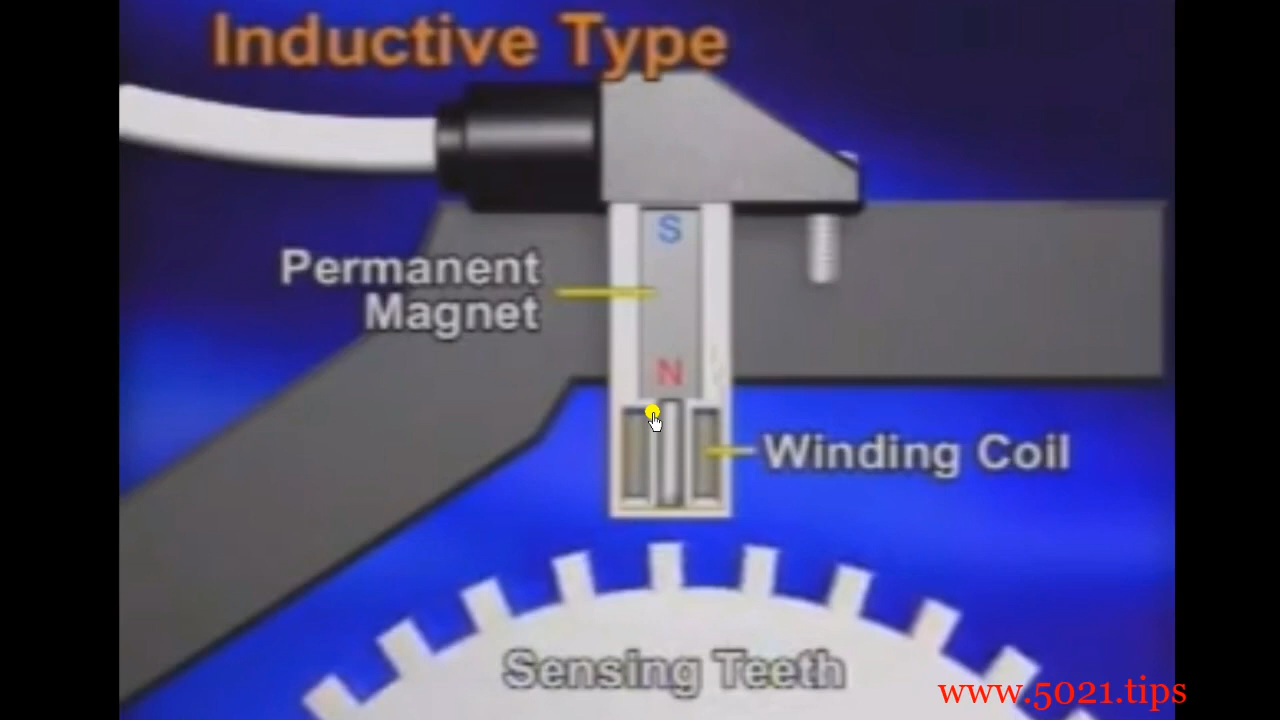 Inductive Type
S
Permanent
Magnet
N
Winding Coil
Sensing Teeth
www.5021.tips